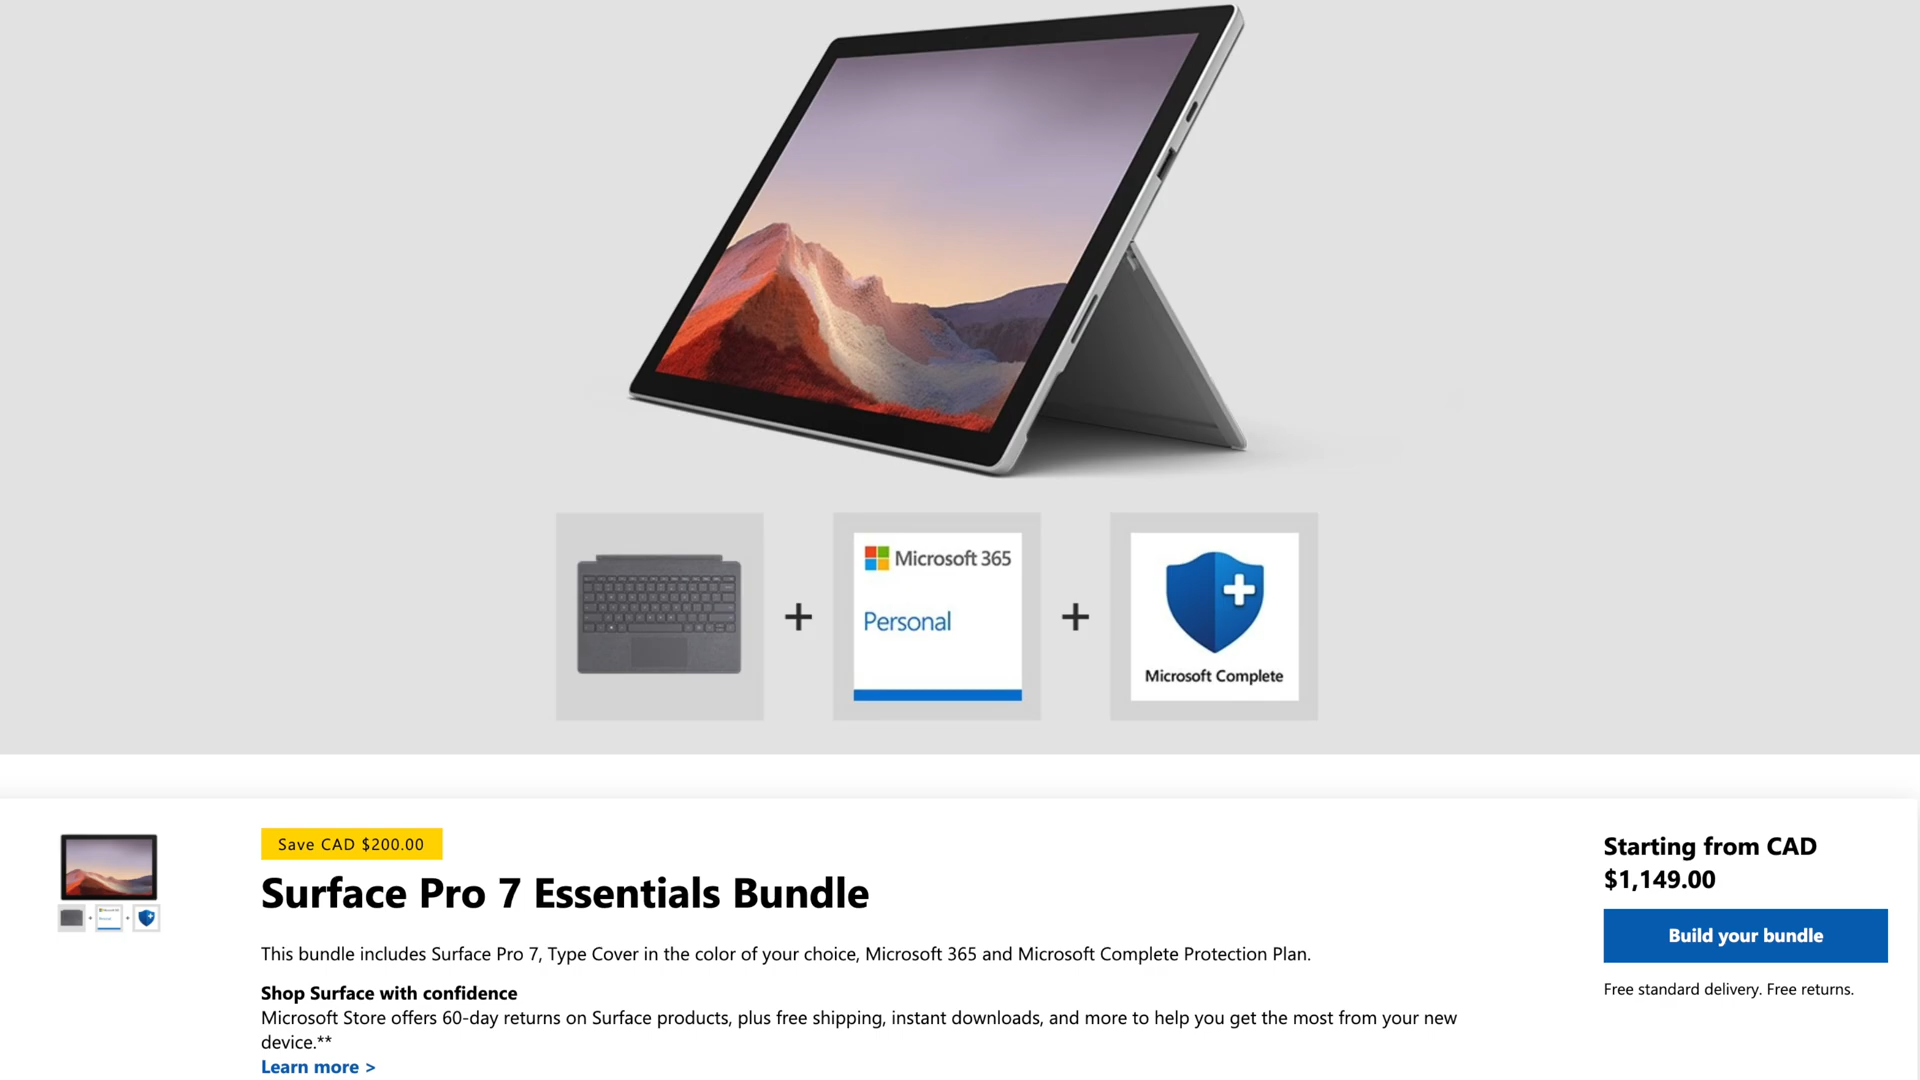 Microsoft 365
Personal
Microsoft Complete
Save CAD $200.00
Surface Pro 7 Essentials Bundle
This bundle includes Surface Pro 7, Type Cover in the color of your choice, Microsoft 365 and Microsoft Complete Protection Plan.
Shop Surface with confidence
Microsoft Store offers 60-day returns on Surface products, plus free shipping, instant downloads, and more to help you get the most from your new
device.**
Learn more >
Starting from CAD
$1,149.00
Build your bundle
Free standard delivery. Free returns.